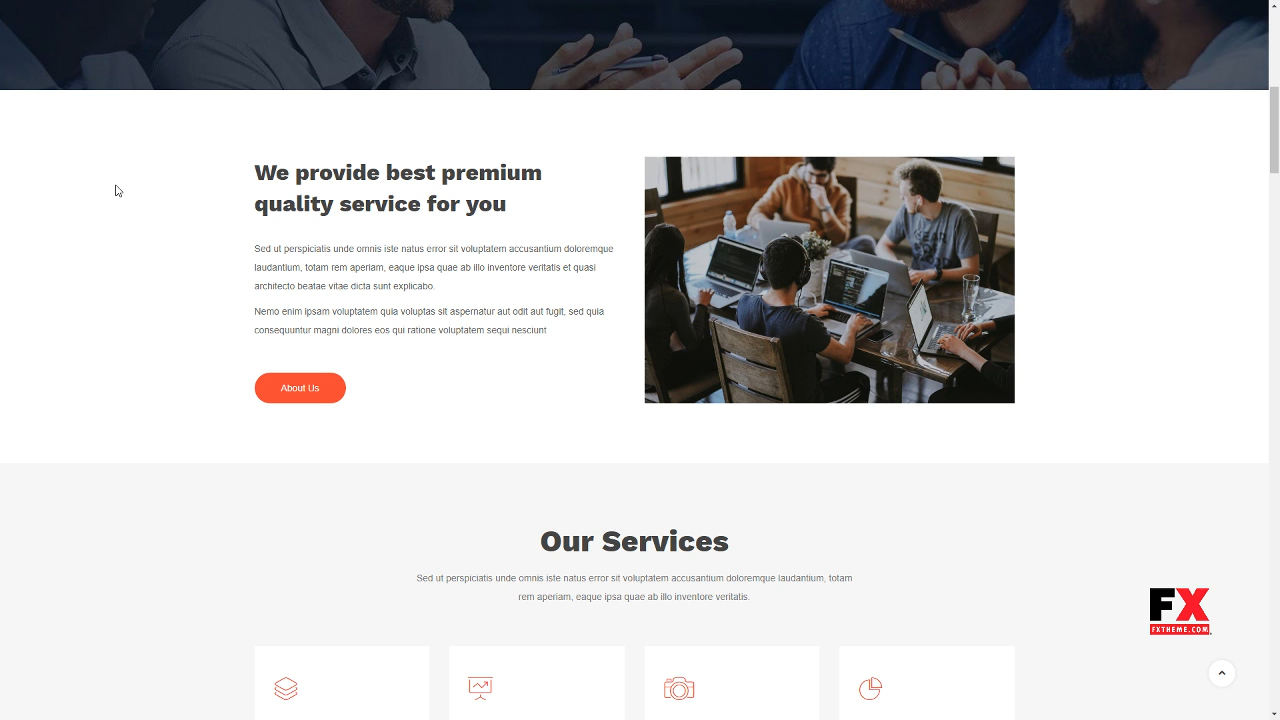 We provide best premium
quality service for you
Sed ut perspiciatis unde omnis iste natus error sit voluptatem accusantium doloremque
laudantium, totam rem aperiam, eaque ipsa quae ab illo inventore veritatis et quasi
architecto beatae vitae dicta sunt explicabo.
Nemo enim ipsam voluptatem quia voluptas sit aspernatur aut odit aut fugit, sed quia
consequuntur magni dolores eos qui ratione voluptatem sequi nesciunt
About Us
Our Services
Sed ut perspiciatis unde omnis iste natus error sit voluptatem accusantium doloremque laudantium, totam
rem aperiam, eaque ipsa quae ab illo inventore veritatis.
FX
FXTHEME.COM